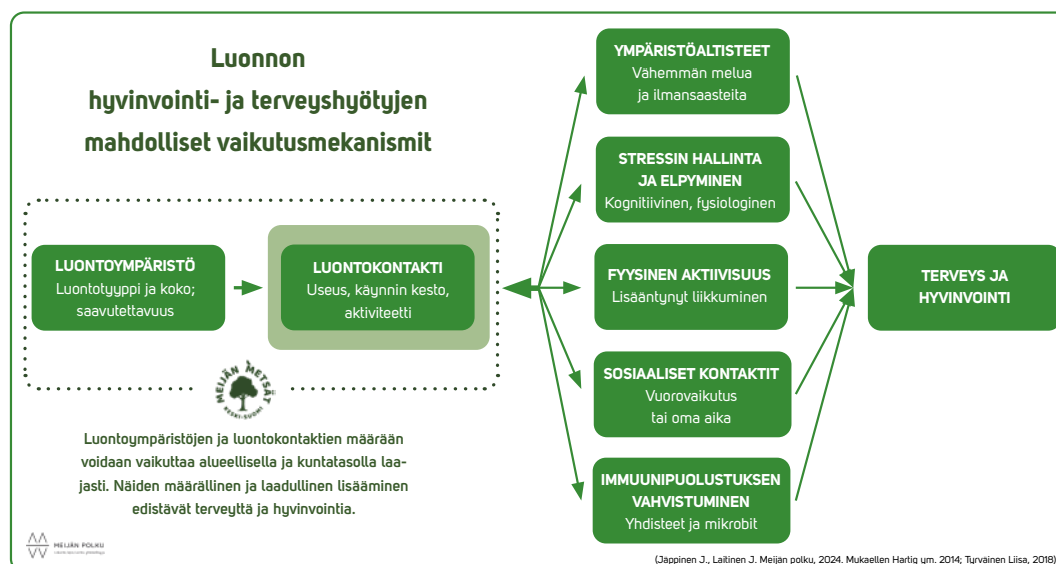 Luonnon
hyvinvointi- ja terveyshyötyjen
mahdolliset vaikutusmekanismit
LUONTOYMPÄRISTÖ
Luontotyyppi ja koko;
saavutettavuus
LUONTOKONTAKTI
Useus, käynnin kesto,
aktiviteetti
YMPÄRISTÖALTISTEET
Vähemmän melua
ja ilmansaasteita
STRESSIN HALLINTA
JA ELPYMINEN
Kognitiivinen, fysiologinen
FYYSINEN AKTIIVISUUS
Lisääntynyt liikkuminen
SOSIAALISET KONTAKTIT
Vuorovaikutus
tai oma aika
IMMUUNIPUOLUSTUKSEN
VAHVISTUMINEN
Yhdisteet ja mikrobit
TERVEYS JA
HYVINVOINTI
MEIJÄN METSÄT
KESKI-SUOMI
Luontoympäristöjen ja luontokontaktien määrään
voidaan vaikuttaa alueellisella ja kuntatasolla laa-
jasti. Näiden määrällinen ja laadullinen lisääminen
edistävät terveyttä ja hyvinvointia.
MEIJÄN POLKU
(Jäppinen J., Laitinen J. Meijän polku, 2024. Mukaellen Hartig ym. 2014; Tyrväinen Liisa, 2018)